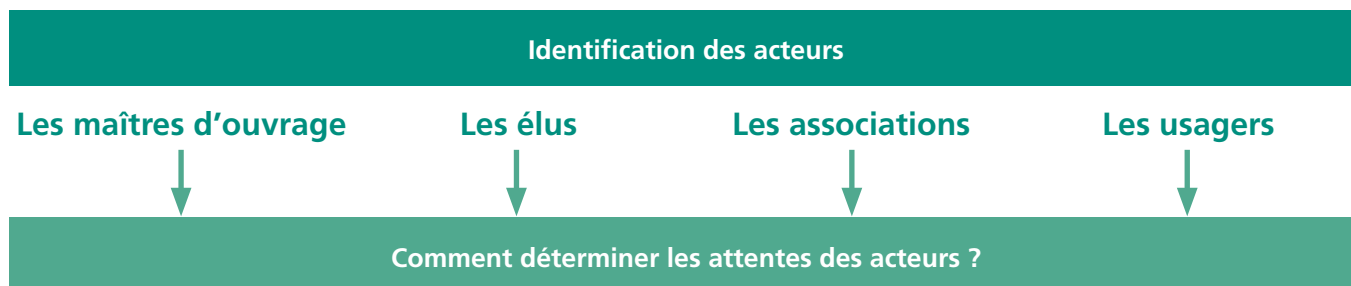 Identification des acteurs
Les maîtres d’ouvrage Les élus Les associations Les usagers
Comment déterminer les attentes des acteurs ?